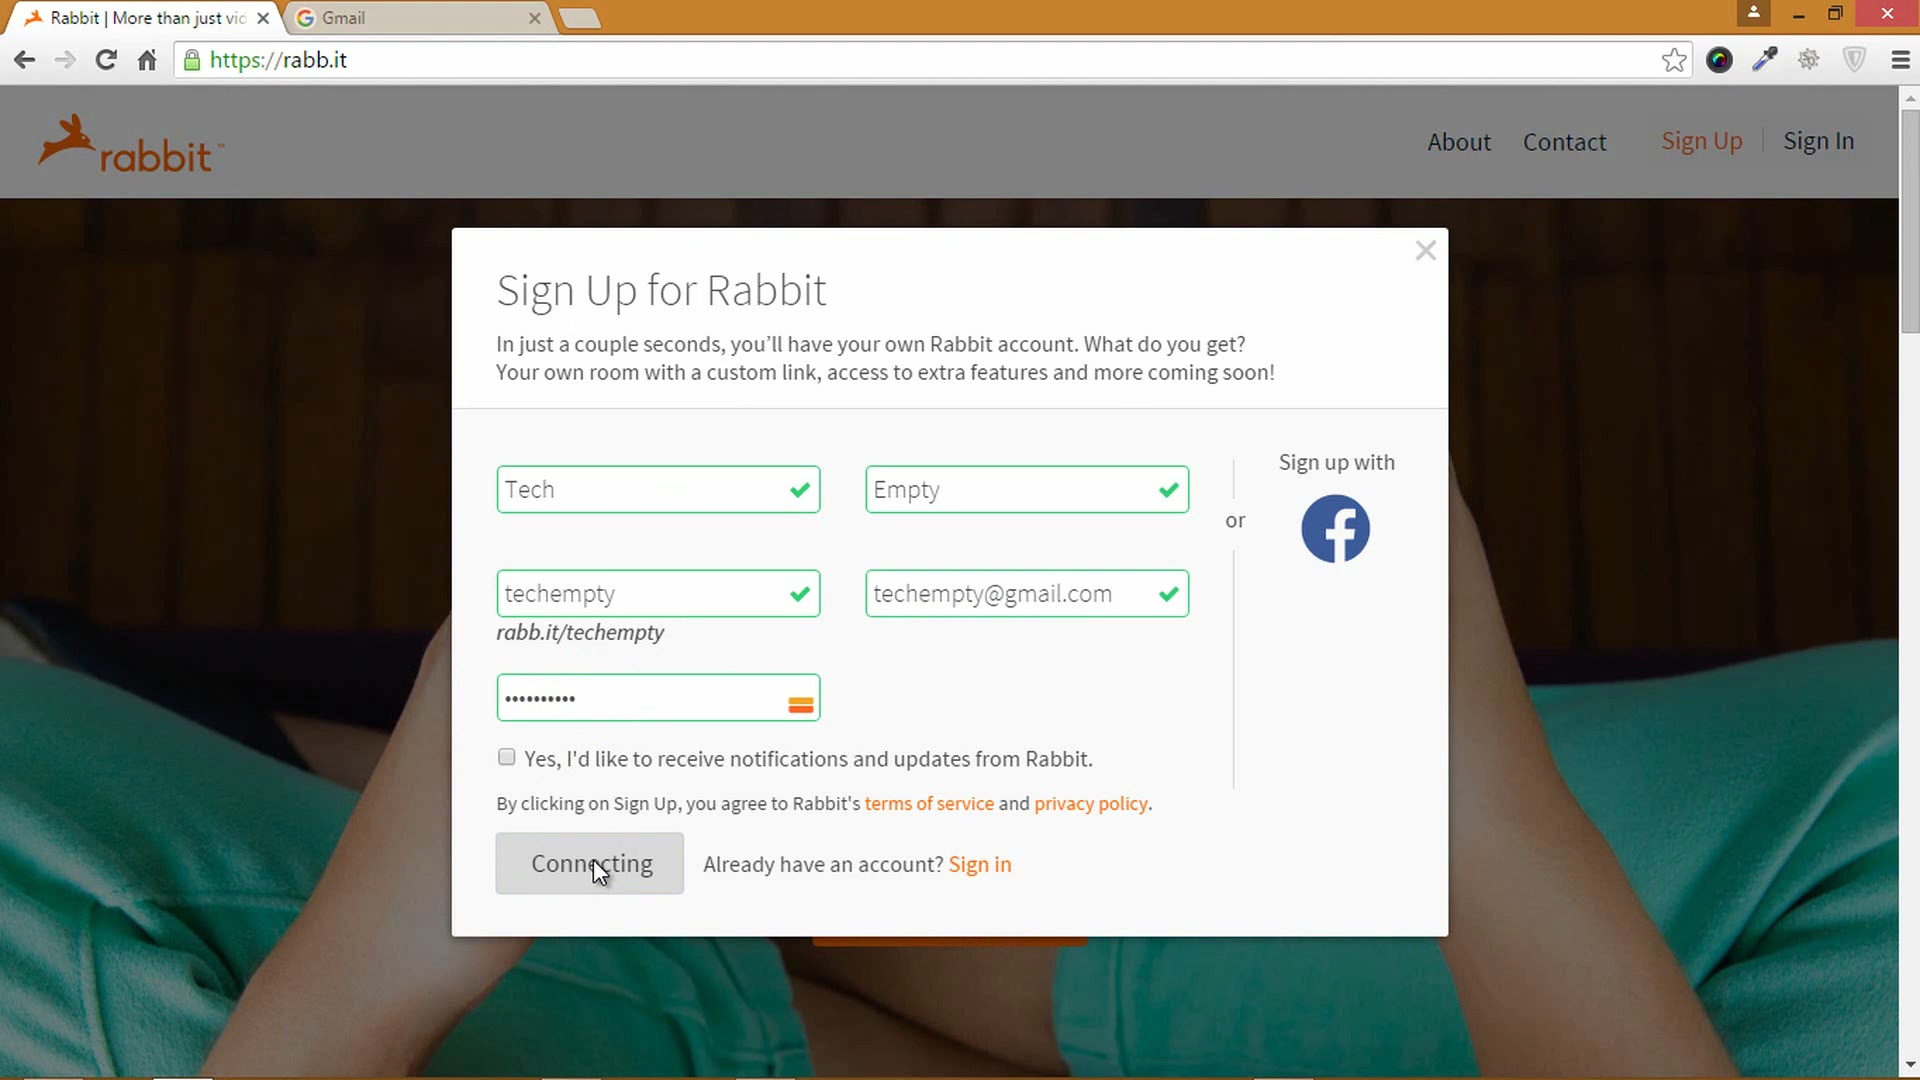 Rabbit | More than just vid
Gmail
https://rabb.it
rabbit™
About
Contact
Sign Up
Sign In
Sign Up for Rabbit
In just a couple seconds, you'll have your own Rabbit account. What do you get?
Your own room with a custom link, access to extra features and more coming soon!
Tech
Empty
Sign up with
or
techempty
techempty@gmail.com
rabb.it/techempty
••••••••••
Yes, I'd like to receive notifications and updates from Rabbit.
By clicking on Sign Up, you agree to Rabbit's terms of service and privacy policy.
Connecting
Already have an account? Sign in